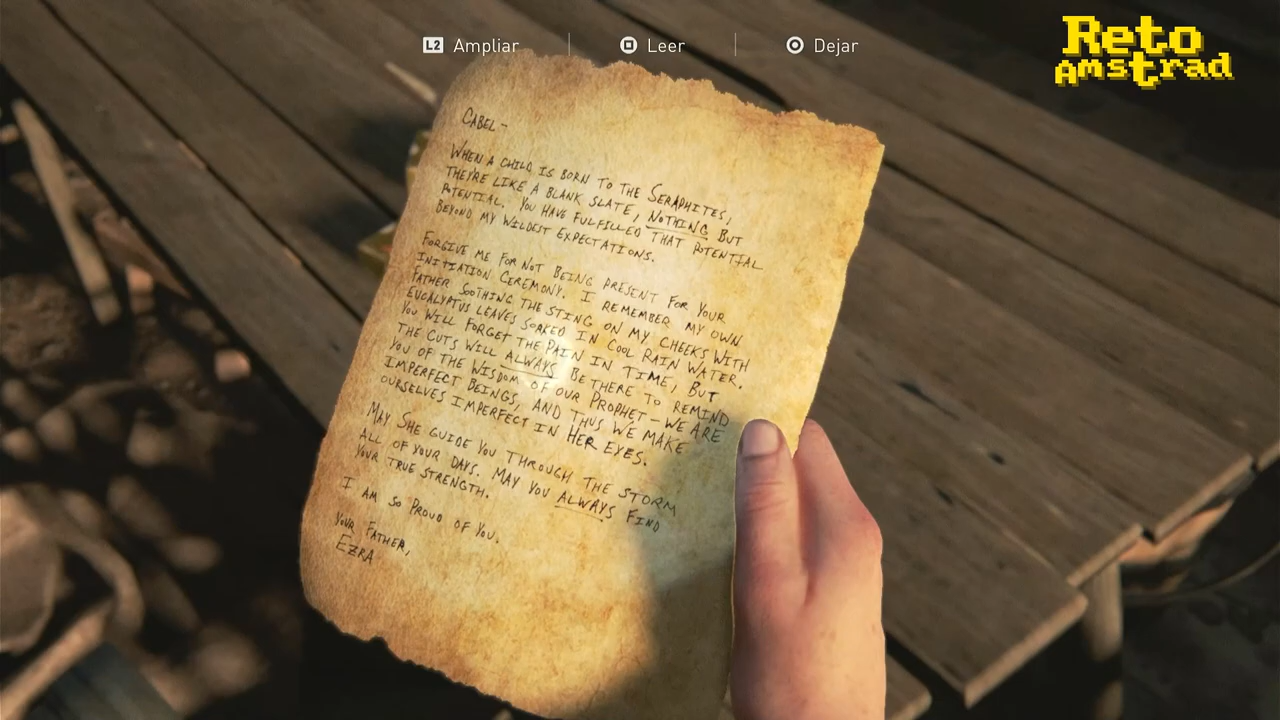 L2 Ampliar
Leer
Dejar
Reto
Amstrad
CABEL-
WHEN A CHILD IS BORN TO THE SERAPHITES,
THEY'RE LIKE A BLANK SLATE, NOTHING BUT
POTENTIAL. YOU HAVE FULFILLED THAT POTENTIAL
BEYOND MY WILDEST EXPECTATIONS.
FORGIVE ME FOR NOT BEING PRESENT FOR YOUR
INITIATION CEREMONY. I REMEMBER MY OWN
FATHER SOOTHING THE STING ON MY CHEEKS WITH
EUCALYPTUS LEAVES SOAKED IN COOL RAIN WATER.
YOU WILL FORGET THE PAIN IN TIME, BUT
THE CUTS WILL ALWAYS BE THERE TO REMIND
YOU OF THE WISDOM OF OUR PROPHET-WE ARE
IMPERFECT BEINGS, AND THUS WE MAKE
OURSELVES IMPERFECT IN HER EYES.
MAY SHE GUIDE YOU THROUGH THE STORM
ALL OF YOUR DAYS. MAY YOU ALWAYS FIND
YOUR TRUE STRENGTH.
I AM SO PROUD OF YOU.
YOUR FATHER,
EZRA